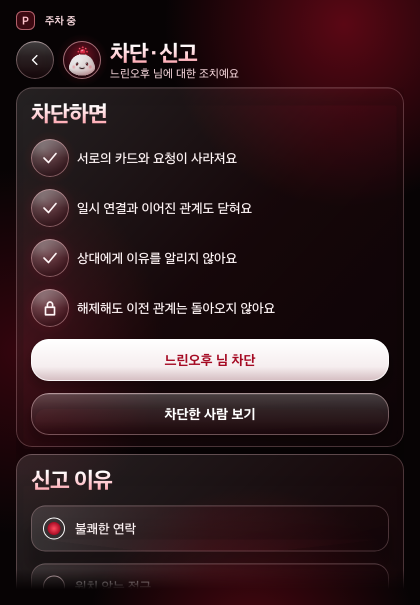 P 주차 중
차단·신고
느린오후 님에 대한 조치예요
차단하면
서로의 카드와 요청이 사라져요
일시 연결과 이어진 관계도 닫혀요
상대에게 이유를 알리지 않아요
해제해도 이전 관계는 돌아오지 않아요
느린오후 님 차단
차단한 사람 보기
신고 이유
불쾌한 연락